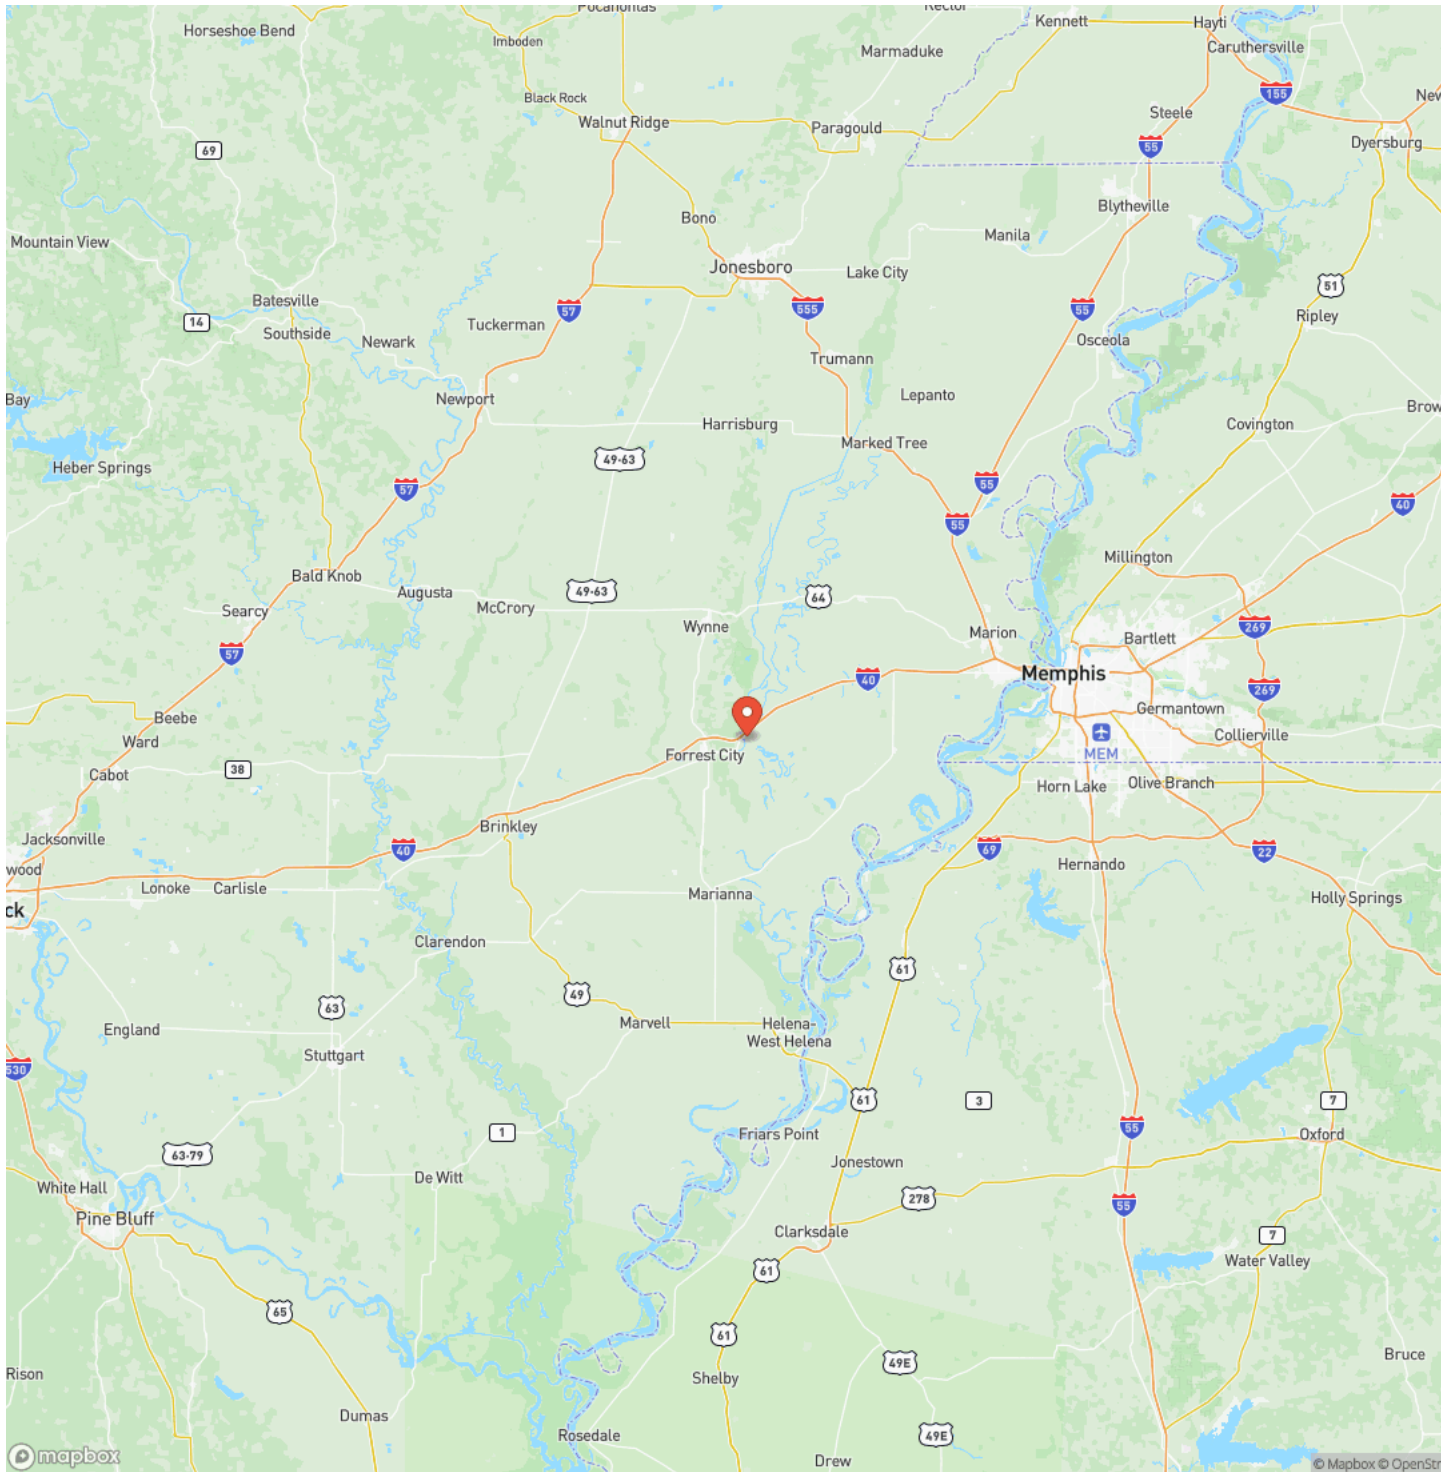 Pocahontas
Rector
Kennett
Hayti
Horseshoe Bend
Imboden
Marmaduke
Caruthersville
155
New
Black Rock
Walnut Ridge
Paragould
Steele
69
55
Dyersburg
Bono
Blytheville
Mountain View
Manila
Jonesboro
Lake City
51
Batesville
57
555
55
14
Southside
Tuckerman
Ripley
Newark
Osceola
Trumann
Bay
Newport
Lepanto
Brow
Harrisburg
Covington
Marked Tree
49-63
Heber Springs
57
55
40
55
Millington
Bald Knob
Augusta
49-63
64
McCrory
Searcy
Wynne
Marion
Bartlett
269
57
40
Memphis
269
Beebe
Germantown
Ward
Forrest City
MEM
Collierville
Cabot
38
Horn Lake
Olive Branch
Brinkley
Jacksonville
40
69
22
wood
Hernando
Lonoke
Carlisle
Marianna
Holly Springs
ck
Clarendon
61
49
63
England
Marvell
Helena-
West Helena
Stuttgart
530
61
3
7
1
Friars Point
55
Oxford
63-79
Jonestown
De Witt
White Hall
278
55
Pine Bluff
Clarksdale
7
61
Water Valley
65
61
49E
Bruce
Rison
Shelby
Dumas
Rosedale
49E
mapbox
Drew
© Mapbox © OpenStr